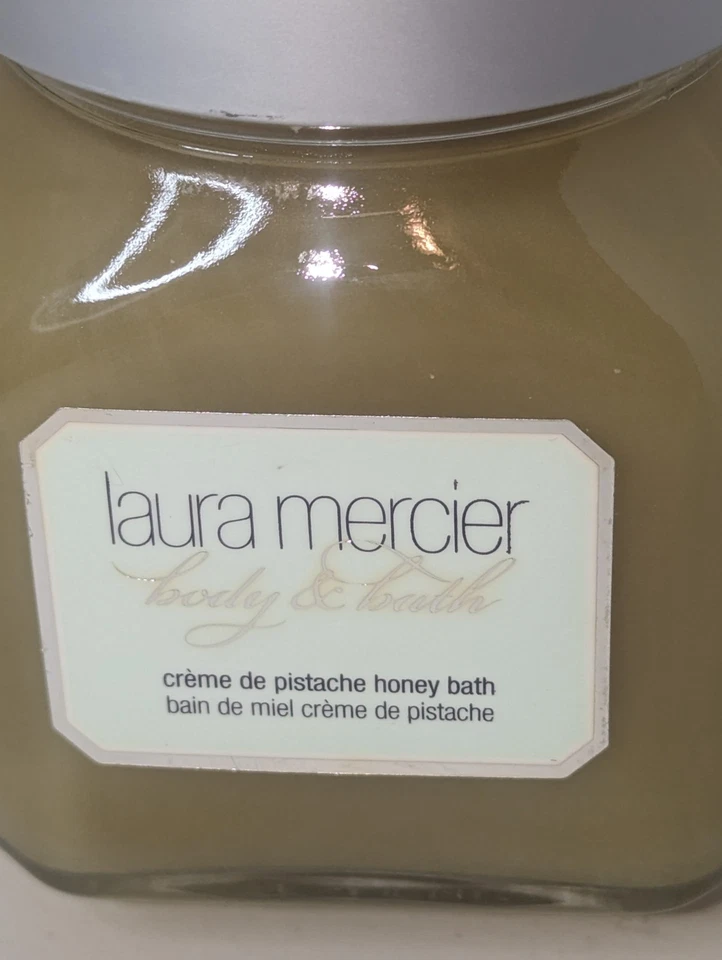 laura mercier
body & bath
crème de pistache honey bath
bain de miel crème de pistache